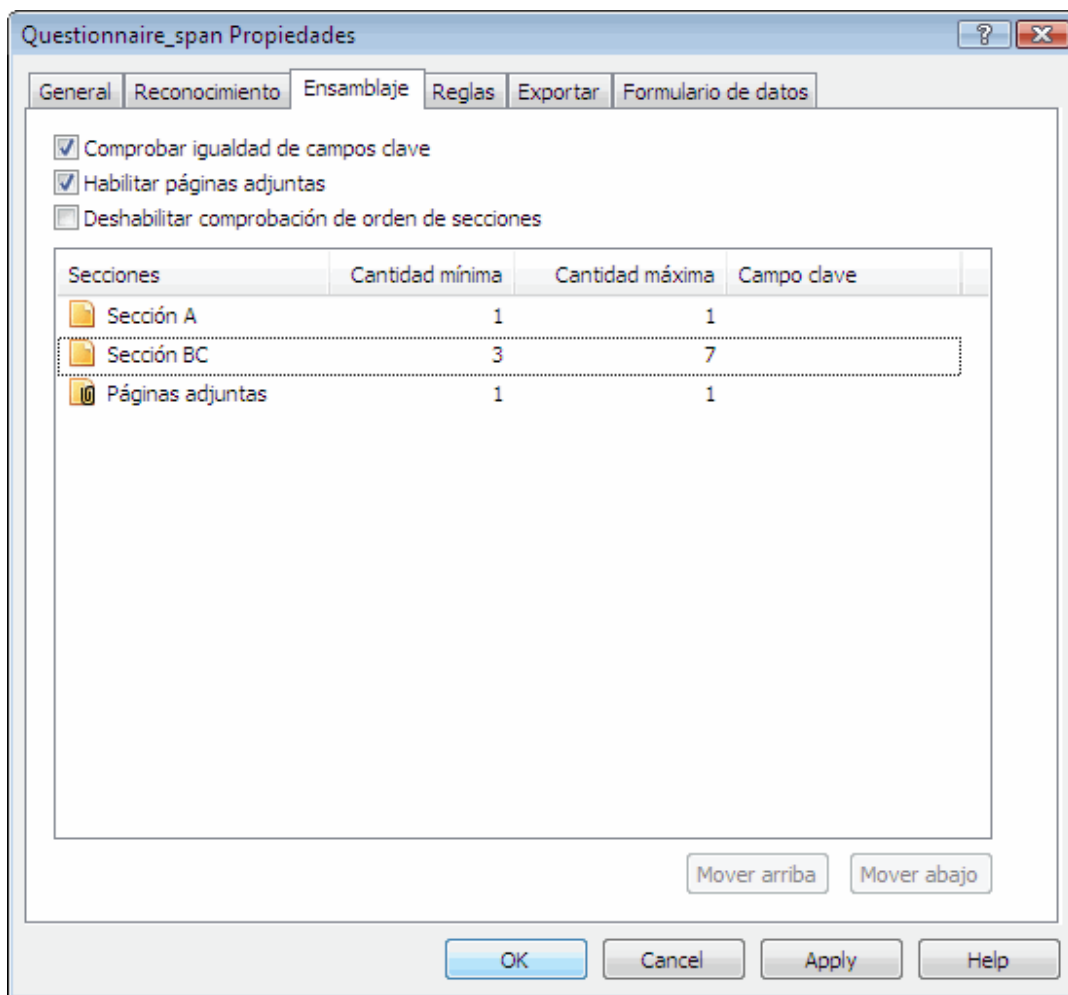 Questionnaire_span Propiedades
General Reconocimiento Ensamblaje Reglas Exportar Formulario de datos
Comprobar igualdad de campos clave
Habilitar páginas adjuntas
Deshabilitar comprobación de orden de secciones
Secciones Cantidad mínima Cantidad máxima Campo clave
Sección A 1 1
Sección BC 3 7
Páginas adjuntas 1 1
Mover arriba Mover abajo
OK Cancel Apply Help